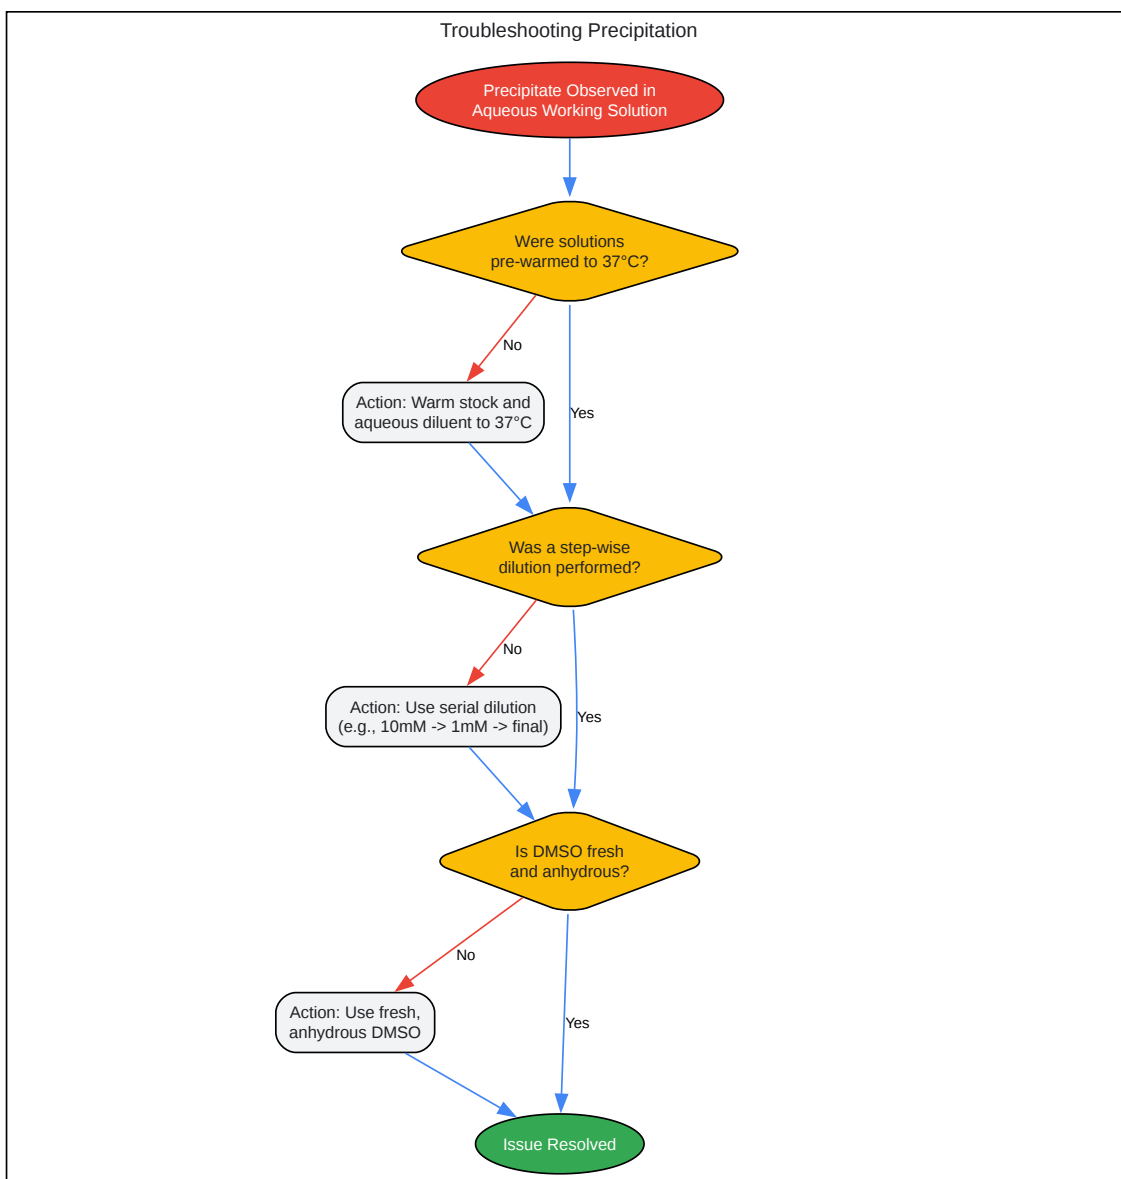 Troubleshooting Precipitation
Precipitate Observed in
Aqueous Working Solution
Were solutions
pre-warmed to 37°C?
No
Action: Warm stock and
aqueous diluent to 37°C
Yes
Was a step-wise
dilution performed?
No
Action: Use serial dilution
(e.g., 10mM -> 1mM -> final)
Yes
Is DMSO fresh
and anhydrous?
No
Action: Use fresh,
anhydrous DMSO
Yes
Issue Resolved